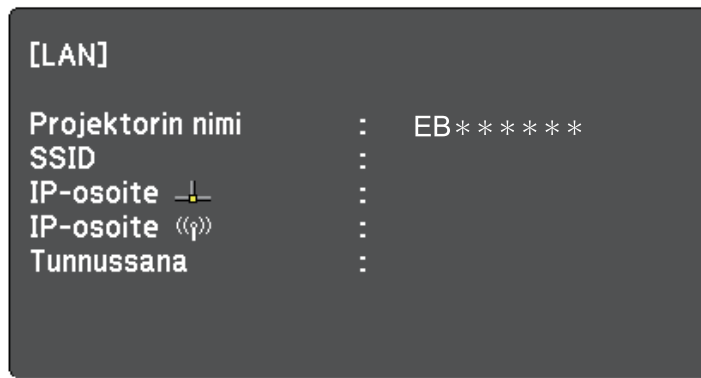 [LAN]
Projektorin nimi : EB******
SSID :
IP-osoite :
IP-osoite :
Tunnussana :